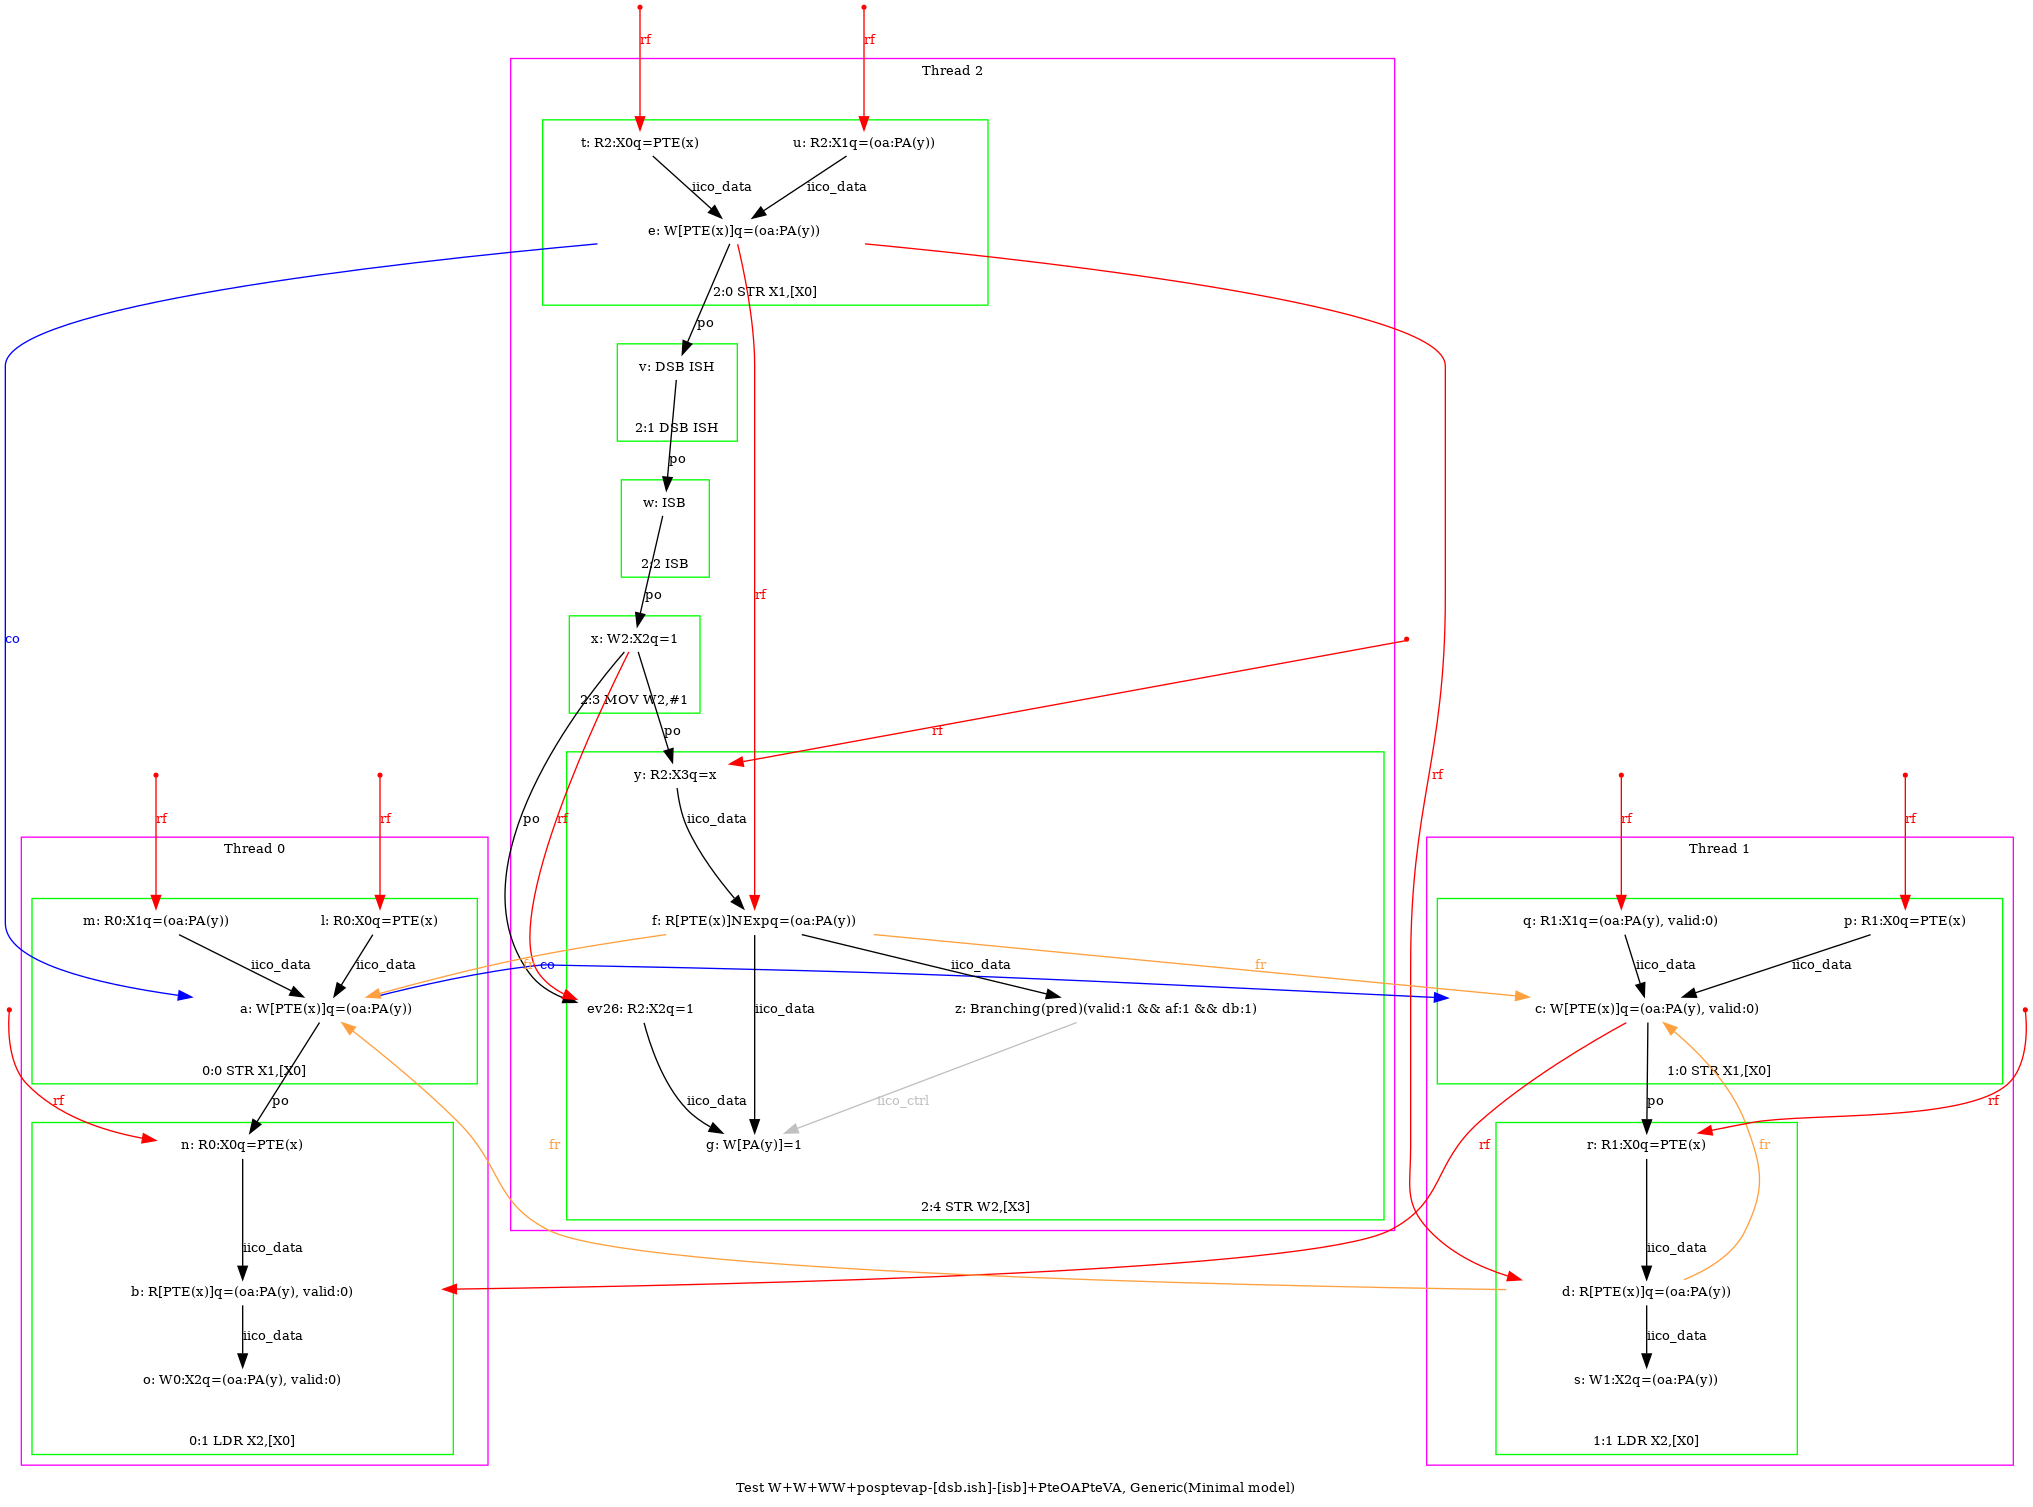 rf
rf
Thread 2
t: R2:X0q=PTE(x)
u: R2:X1q=(oa:PA(y))
iico_data
iico_data
e: W[PTE(x)]q=(oa:PA(y))
2:0 STR X1,[X0]
po
v: DSB ISH
2:1 DSB ISH
po
w: ISB
2:2 ISB
po
rf
co
x: W2:X2q=1
2:3 MOV W2,#1
po
rf
y: R2:X3q=x
rf
po
rf
iico_data
rf
rf
Thread 0
m: R0:X1q=(oa:PA(y))
l: R0:X0q=PTE(x)
iico_data
iico_data
a: W[PTE(x)]q=(oa:PA(y))
0:0 STR X1,[X0]
rf
po
n: R0:X0q=PTE(x)
iico_data
b: R[PTE(x)]q=(oa:PA(y), valid:0)
iico_data
o: W0:X2q=(oa:PA(y), valid:0)
0:1 LDR X2,[X0]
f: R[PTE(x)]NExpq=(oa:PA(y))
fr
co
iico_data
fr
ev26: R2:X2q=1
iico_data
z: Branching(pred)(valid:1 && af:1 && db:1)
iico_data
iico_ctrl
fr
g: W[PA(y)]=1
2:4 STR W2,[X3]
rf
rf
Thread 1
q: R1:X1q=(oa:PA(y), valid:0)
p: R1:X0q=PTE(x)
iico_data
iico_data
c: W[PTE(x)]q=(oa:PA(y), valid:0)
1:0 STR X1,[X0]
po
rf
rf
r: R1:X0q=PTE(x)
fr
iico_data
d: R[PTE(x)]q=(oa:PA(y))
iico_data
s: W1:X2q=(oa:PA(y))
1:1 LDR X2,[X0]
Test W+W+WW+posptevap-[dsb.ish]-[isb]+PteOAPteVA, Generic(Minimal model)